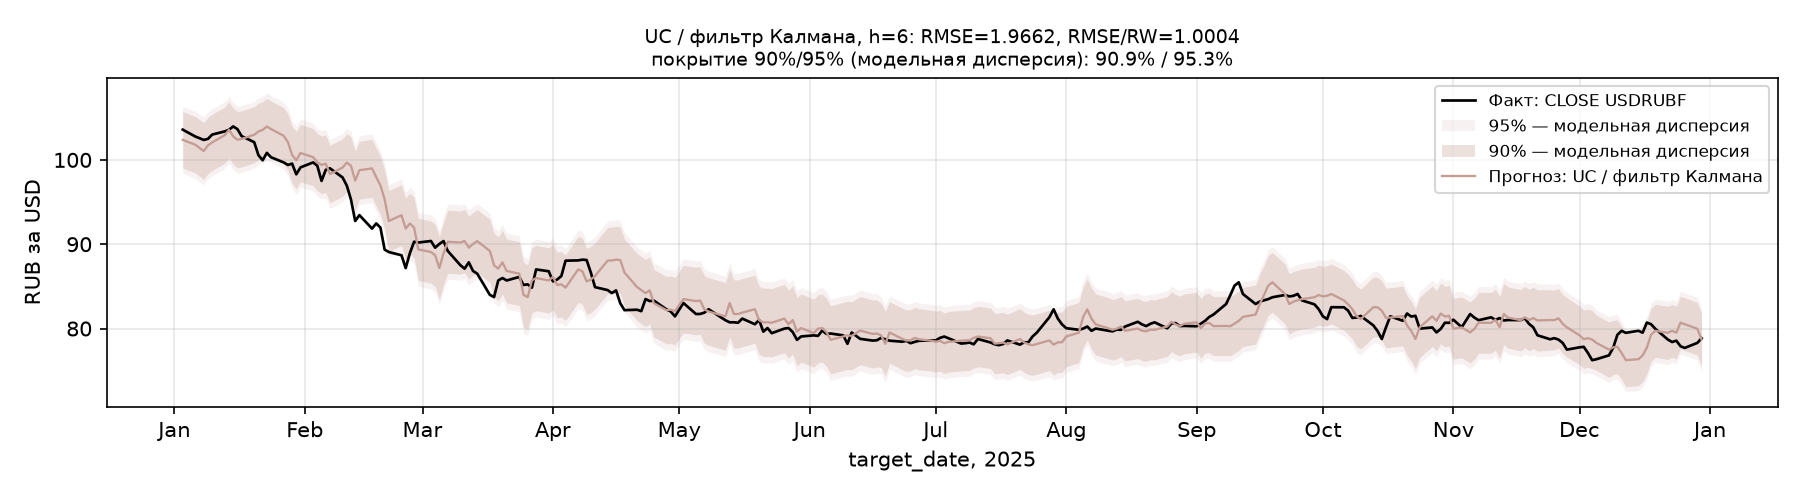 UC / фильтр Калмана, h=6: RMSE=1.9662, RMSE/RW=1.0004
покрытие 90%/95% (модельная дисперсия): 90.9% / 95.3%
Факт: CLOSE USDRUBF
95% — модельная дисперсия
90% — модельная дисперсия
Прогноз: UC / фильтр Калмана
RUB за USD
100
90
80
Jan Feb Mar Apr May Jun Jul Aug Sep Oct Nov Dec Jan
target_date, 2025